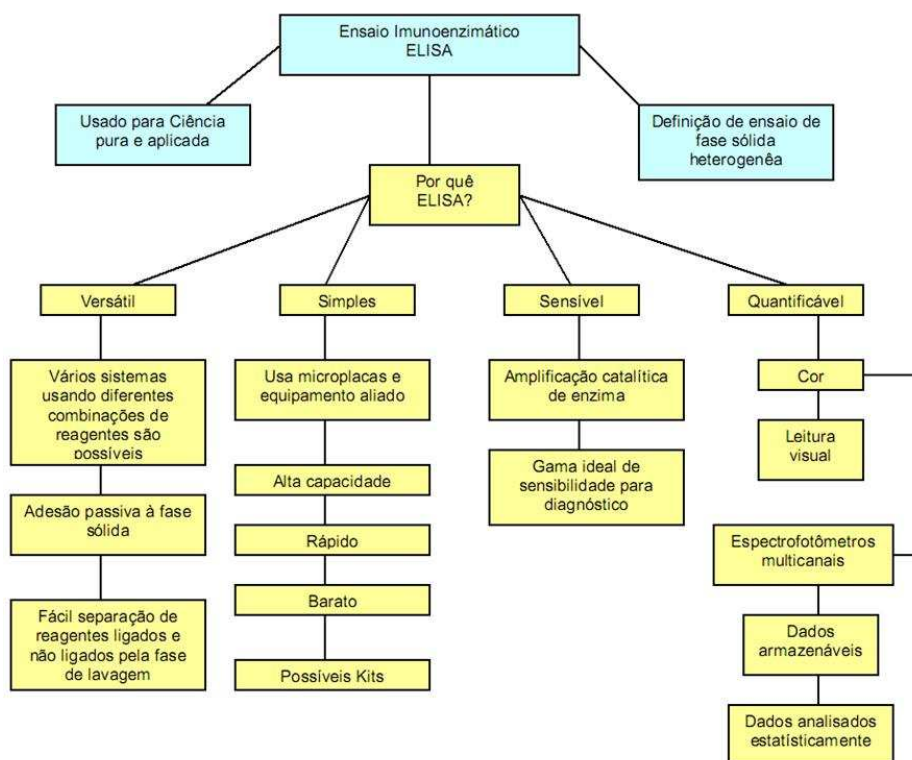 Ensaio Imunoenzimático
ELISA
Usado para Ciência
pura e aplicada
Definição de ensaio de
fase sólida
heterogenêa
Por quê
ELISA?
Versátil
Vários sistemas
usando diferentes
combinações de
reagentes são
possíveis
Adesão passiva à fase
sólida
Fácil separação de
reagentes ligados e
não ligados pela fase
de lavagem
Simples
Usa microplacas e
equipamento aliado
Alta capacidade
Rápido
Barato
Possíveis Kits
Sensível
Amplificação catalítica
de enzima
Gama ideal de
sensibilidade para
diagnóstico
Quantificável
Cor
Leitura
visual
Espectrofotômetros
multicanais
Dados
armazenáveis
Dados analisados
estatísticamente